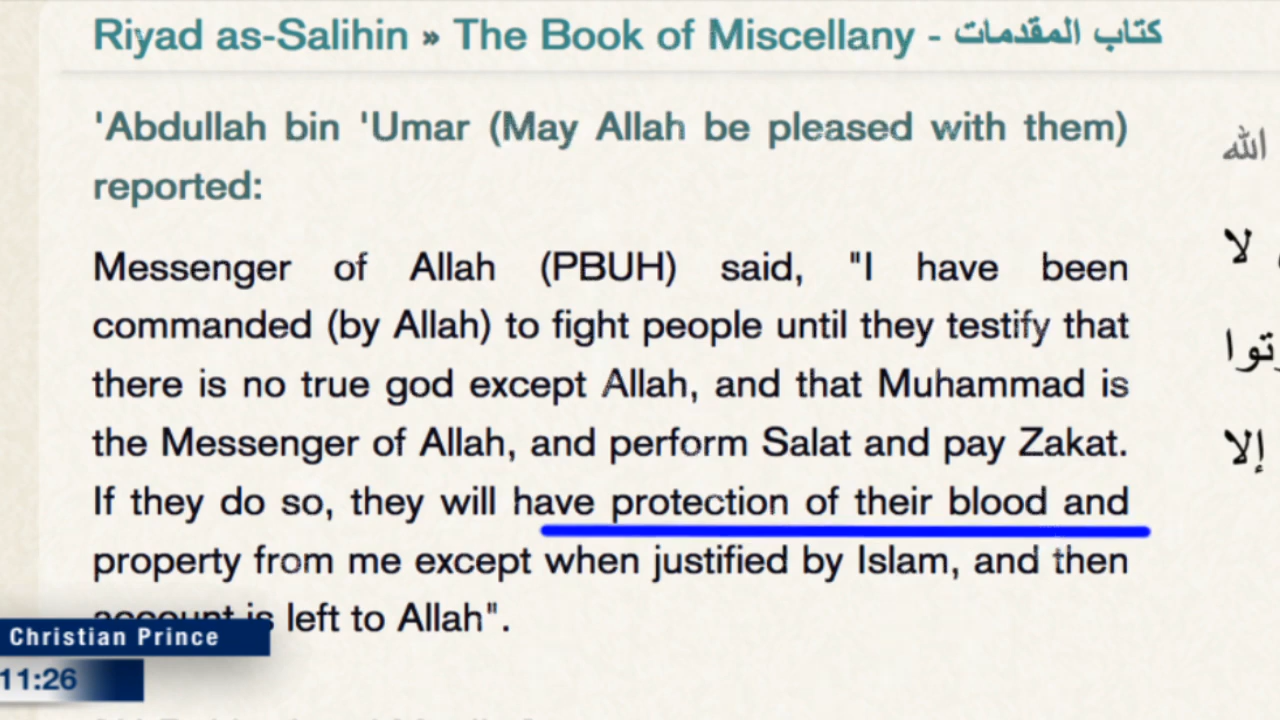 Riyad as-Salihin » The Book of Miscellany - كتاب المقدمات
'Abdullah bin 'Umar (May Allah be pleased with them)
reported:
الله
Messenger of Allah (PBUH) said, "I have been
لا
commanded (by Allah) to fight people until they testify that
there is no true god except Allah, and that Muhammad is
the Messenger of Allah, and perform Salat and pay Zakat.
إلا
If they do so, they will have protection of their blood and
property from me except when justified by Islam, and then
account is left to Allah".
Christian Prince
11:26